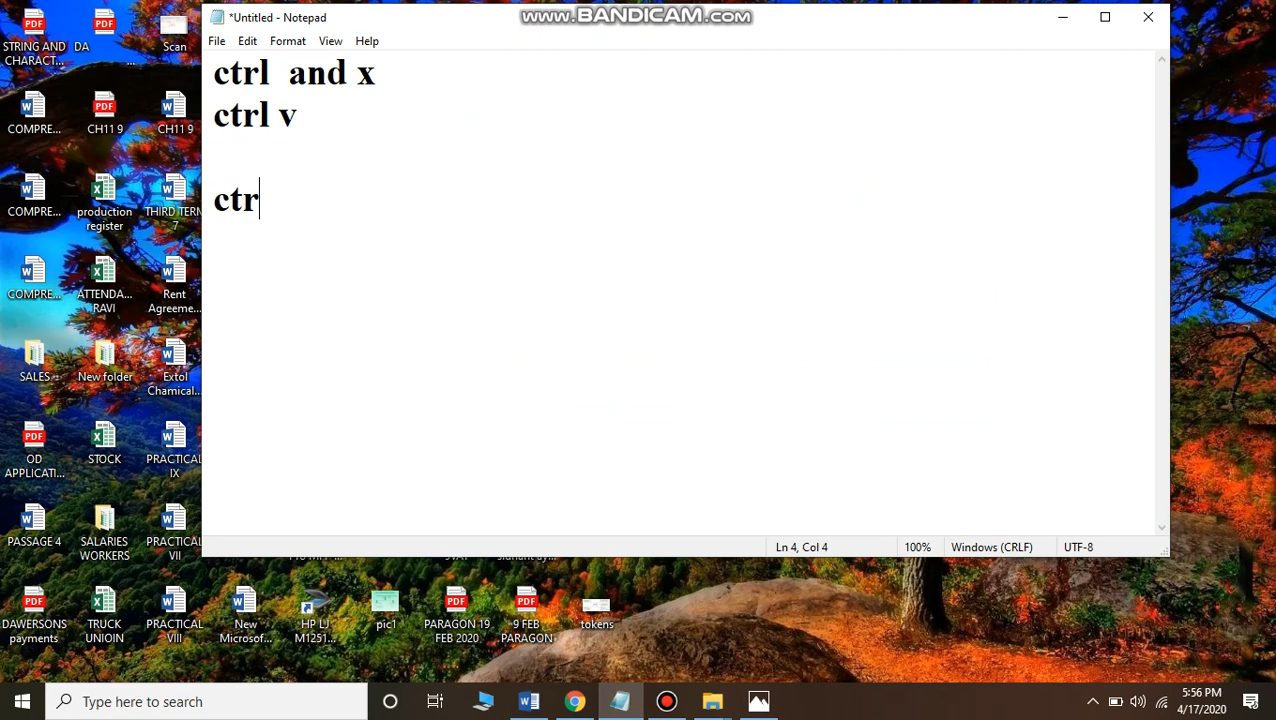 *Untitled - Notepad
www.BANDICAM.com
File Edit Format View Help
ctrl  and x
ctrl v
ctr
Ln 4, Col 4
100%
Windows (CRLF)
UTF-8
STRING AND CHARACT...
DA ...
Scan
COMPRE...
CH11 9
CH11 9
COMPRE...
production register
THIRD TERM 7
COMPRE...
ATTENDA... RAVI
Rent Agreeme...
SALES
New folder
Extol Chamical...
OD APPLICATI...
STOCK
PRACTICAL IX
PASSAGE 4
SALARIES WORKERS
PRACTICAL VII
DAWERSONS payments
TRUCK UNION
PRACTICAL VIII
New Microsof...
HP LJ M1251...
pic1
PARAGON 19 FEB 2020
9 FEB PARAGON
tokens
Type here to search
5:56 PM
4/17/2020